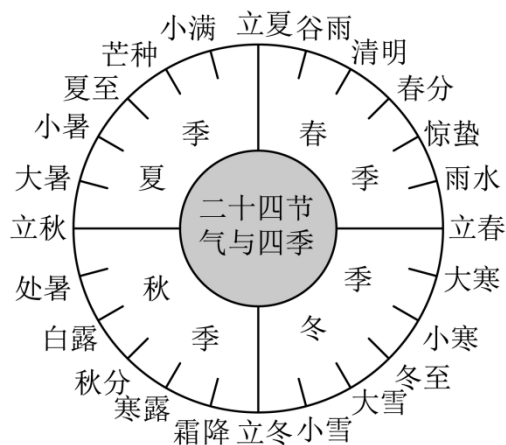 立夏
谷雨
清明
春分
惊蛰
雨水
立春
大寒
小寒
冬至
大雪
小雪
立冬
霜降
寒露
秋分
白露
处暑
立秋
大暑
小暑
夏至
芒种
小满
春季
夏季
秋季
冬季
二十四节
气与四季